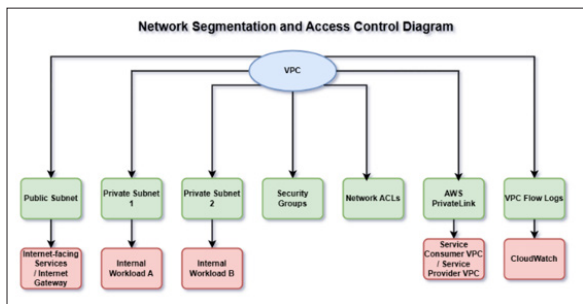 Network Segmentation and Access Control Diagram
VPC
Public Subnet
Private Subnet
1
Private Subnet
2
Security
Groups
Network ACLs
AWS
PrivateLink
VPC Flow Logs
Internet-facing
Services
/ Internet
Gateway
Internal
Workload A
Internal
Workload B
Service
Consumer VPC
/ Service
Provider VPC
CloudWatch